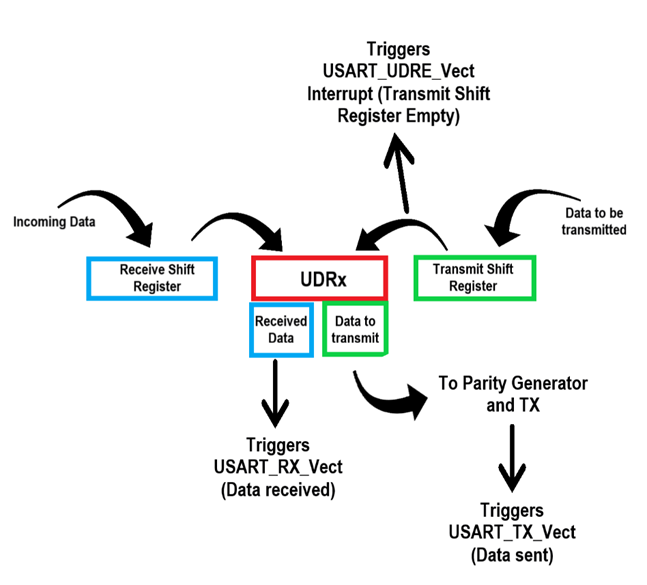 Triggers
USART_UDRE_Vect
Interrupt (Transmit Shift
Register Empty)
Incoming Data
Data to be
transmitted
Receive Shift
Register
UDRx
Transmit Shift
Register
Received
Data
Data to
transmit
To Parity Generator
and TX
Triggers
USART_RX_Vect
(Data received)
Triggers
USART_TX_Vect
(Data sent)